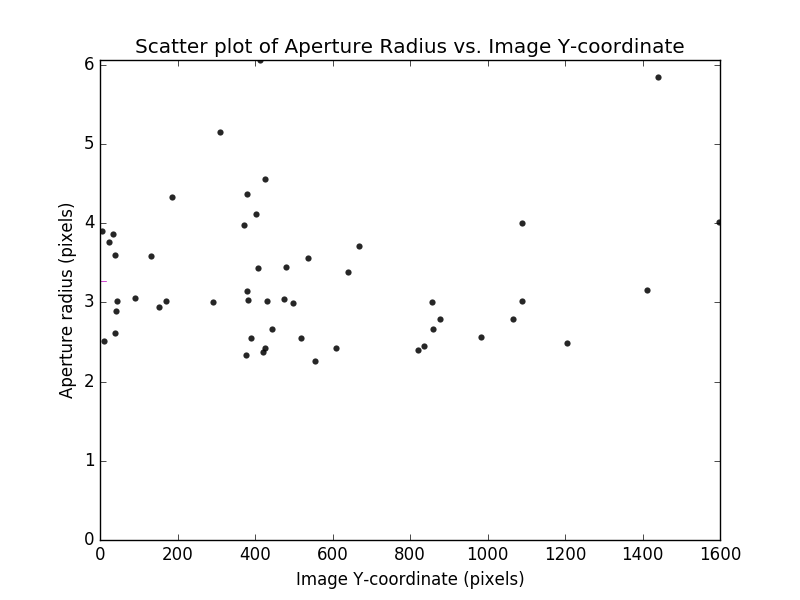 Scatter plot of Aperture Radius vs. Image Y-coordinate
6
5
4
3
2
1
0
Aperture radius (pixels)
0 200 400 600 800 1000 1200 1400 1600
Image Y-coordinate (pixels)